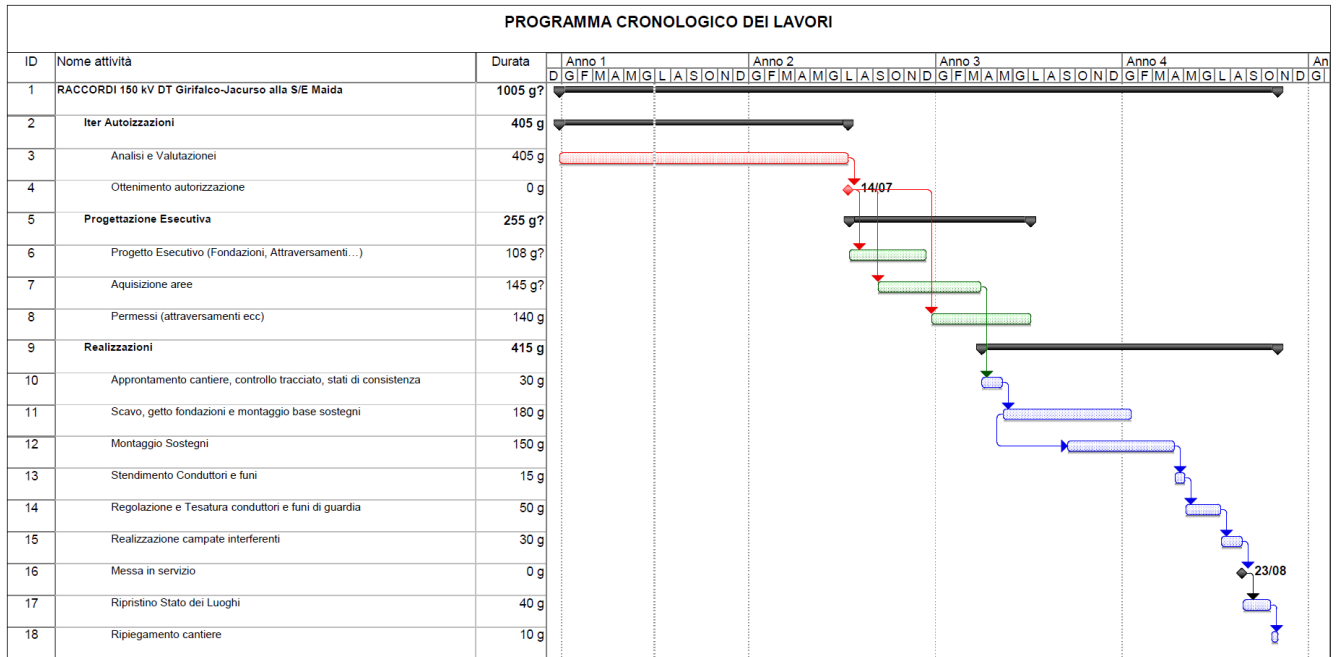 PROGRAMMA CRONOLOGICO DEI LAVORI
ID Nome attività Durata Anno 1 Anno 2 Anno 3 Anno 4 An
D G F M A M G L A S O N D G F M A M G L A S O N D G F M A M G L A S O N D G F M A M G L A S O N D G
1 RACCORDI 150 kV DT Girifalco-Jacurso alla S/E Maida 1005 g?
2 Iter Autoizzazioni 405 g
3 Analisi e Valutazionei 405 g
4 Ottenimento autorizzazione 0 g 14/07
5 Progettazione Esecutiva 255 g?
6 Progetto Esecutivo (Fondazioni, Attraversamenti…) 108 g?
7 Aquisizione aree 145 g?
8 Permessi (attraversamenti ecc) 140 g
9 Realizzazioni 415 g
10 Approntamento cantiere, controllo tracciato, stati di consistenza 30 g
11 Scavo, getto fondazioni e montaggio base sostegni 180 g
12 Montaggio Sostegni 150 g
13 Stendimento Conduttori e funi 15 g
14 Regolazione e Tesatura conduttori e funi di guardia 50 g
15 Realizzazione campate interferenti 30 g
16 Messa in servizio 0 g 23/08
17 Ripristino Stato dei Luoghi 40 g
18 Ripiegamento cantiere 10 g